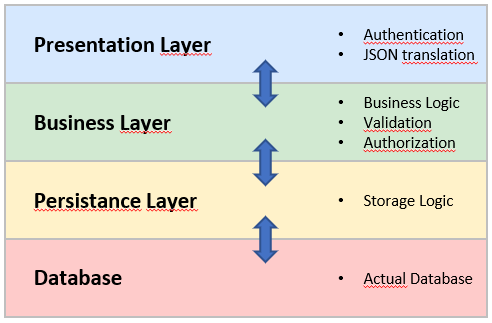 Presentation Layer
• Authentication
• JSON translation
Business Layer
• Business Logic
• Validation
• Authorization
Persistance Layer
• Storage Logic
Database
• Actual Database